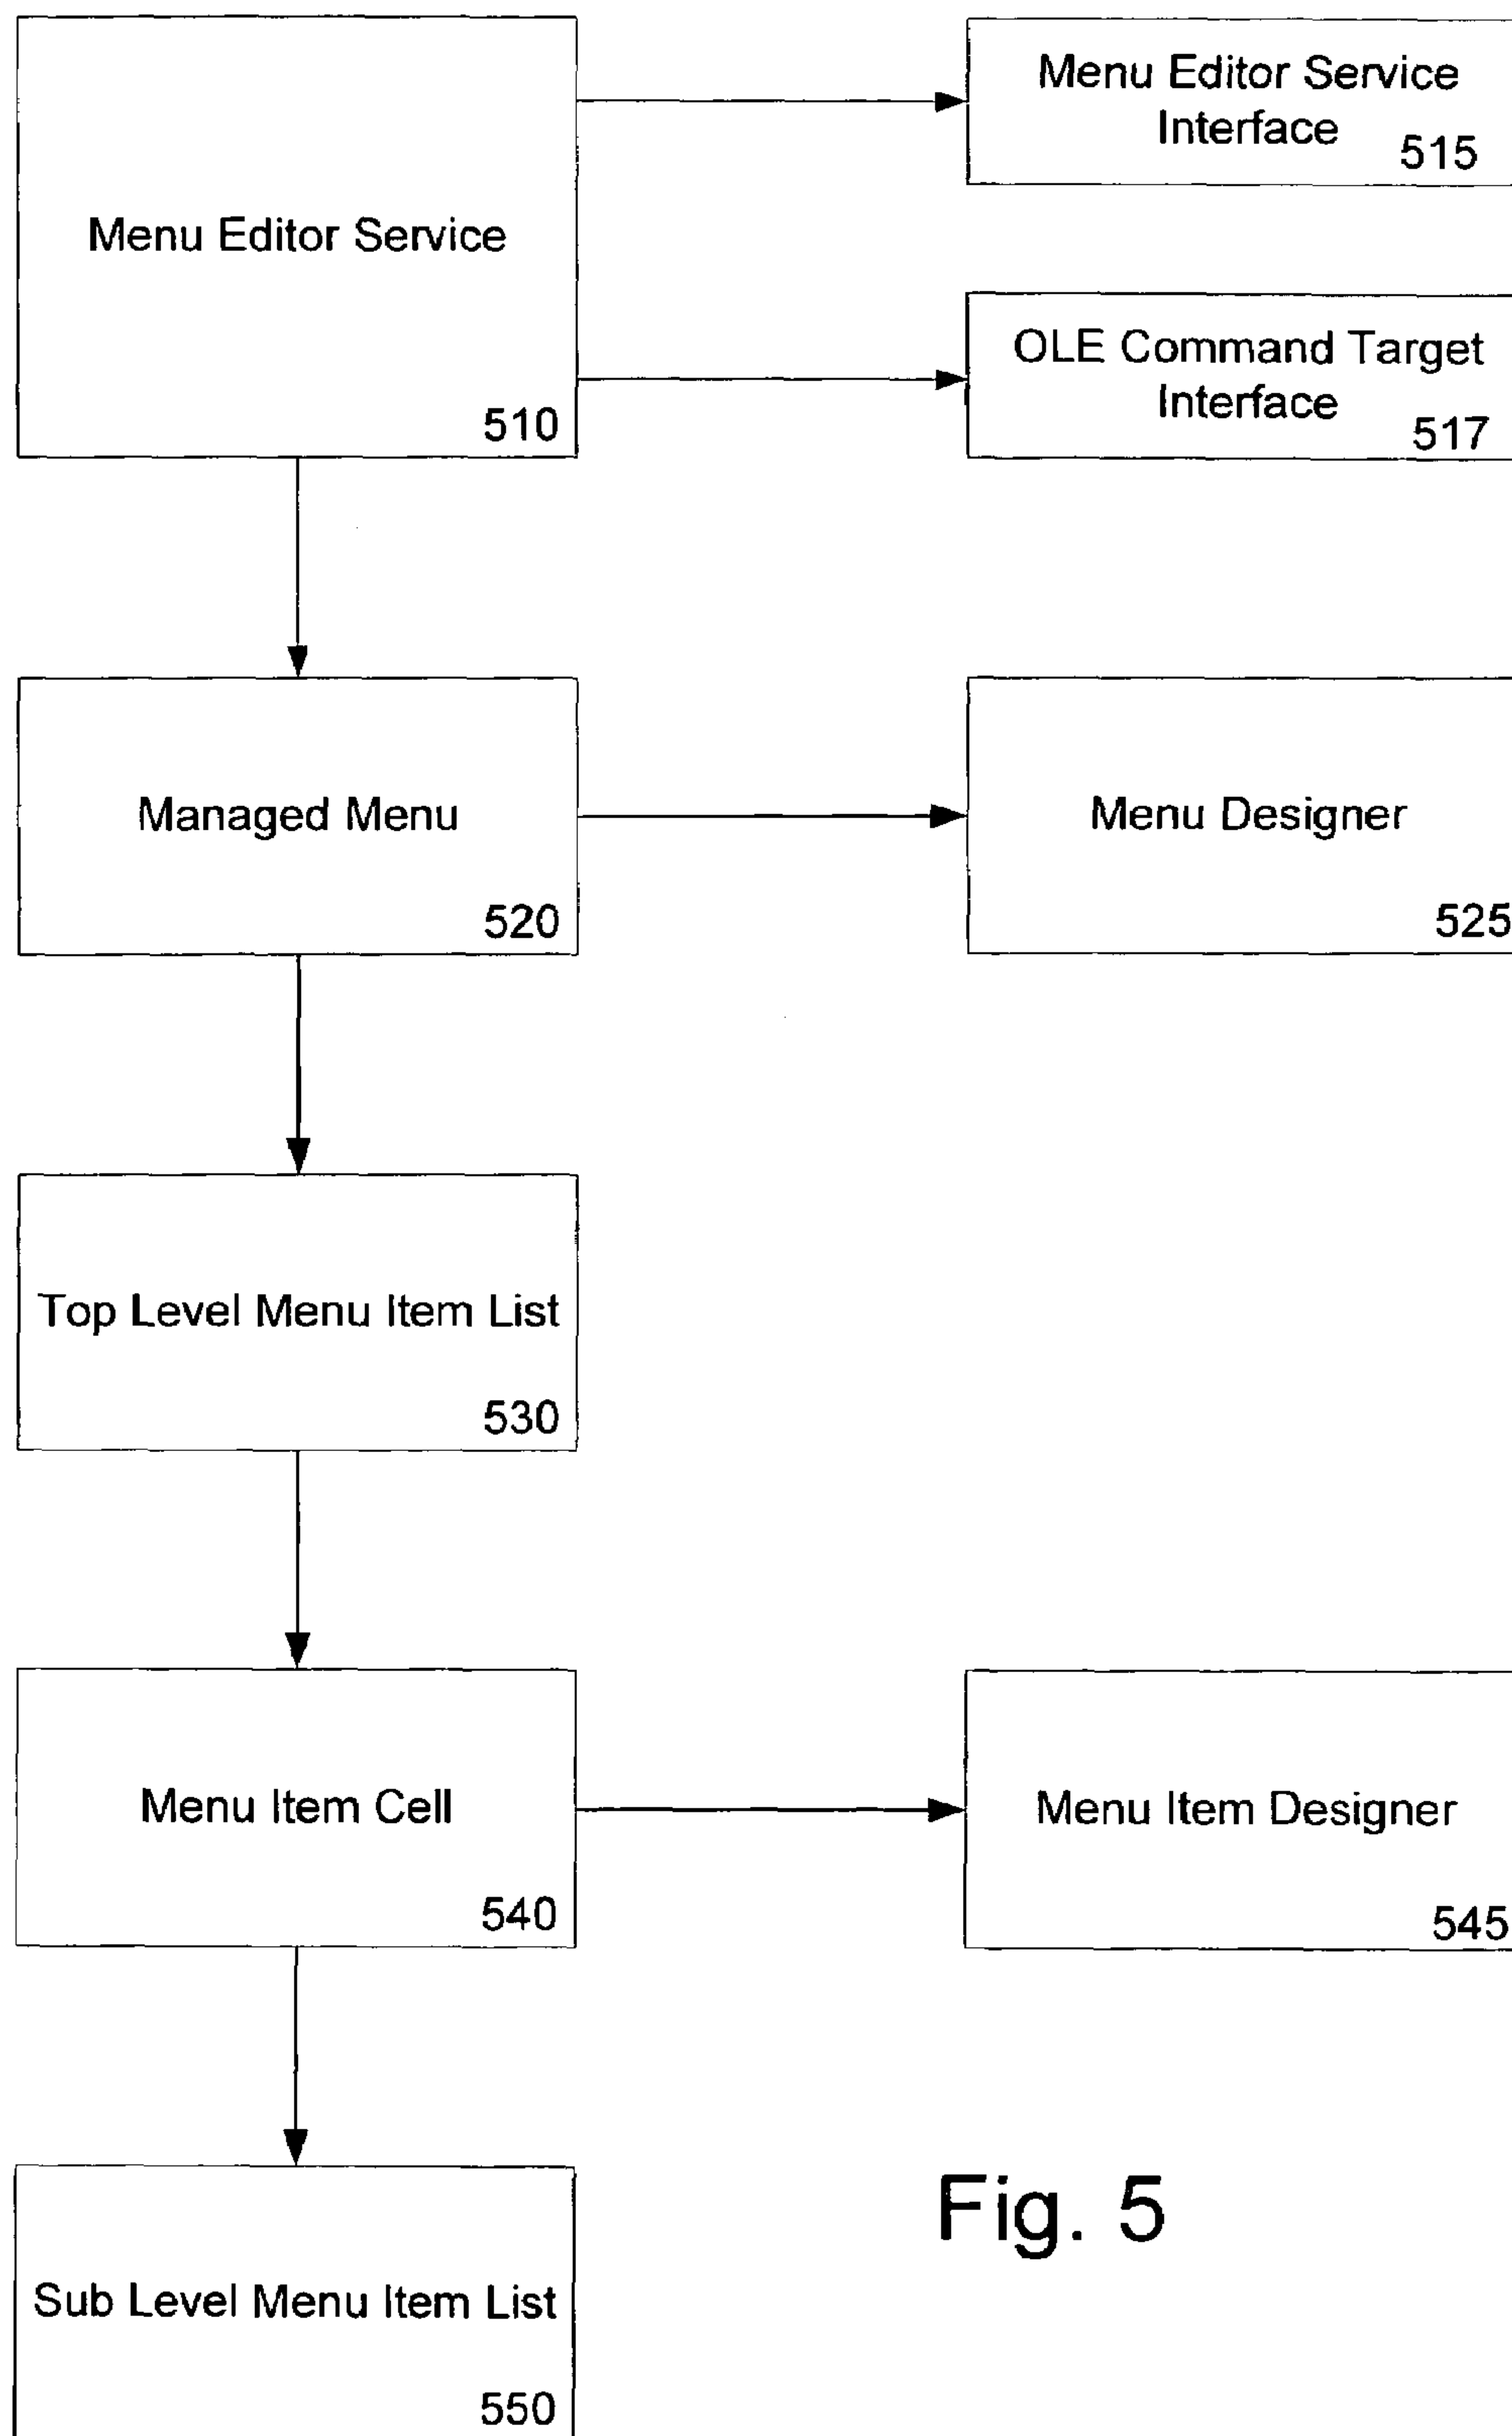 Menu Editor Service
510
Menu Editor Service
Interface
515
OLE Command Target
Interface
517
Managed Menu
520
Menu Designer
525
Top Level Menu Item List
530
Menu Item Cell
540
Menu Item Designer
545
Sub Level Menu Item List
550
Fig. 5